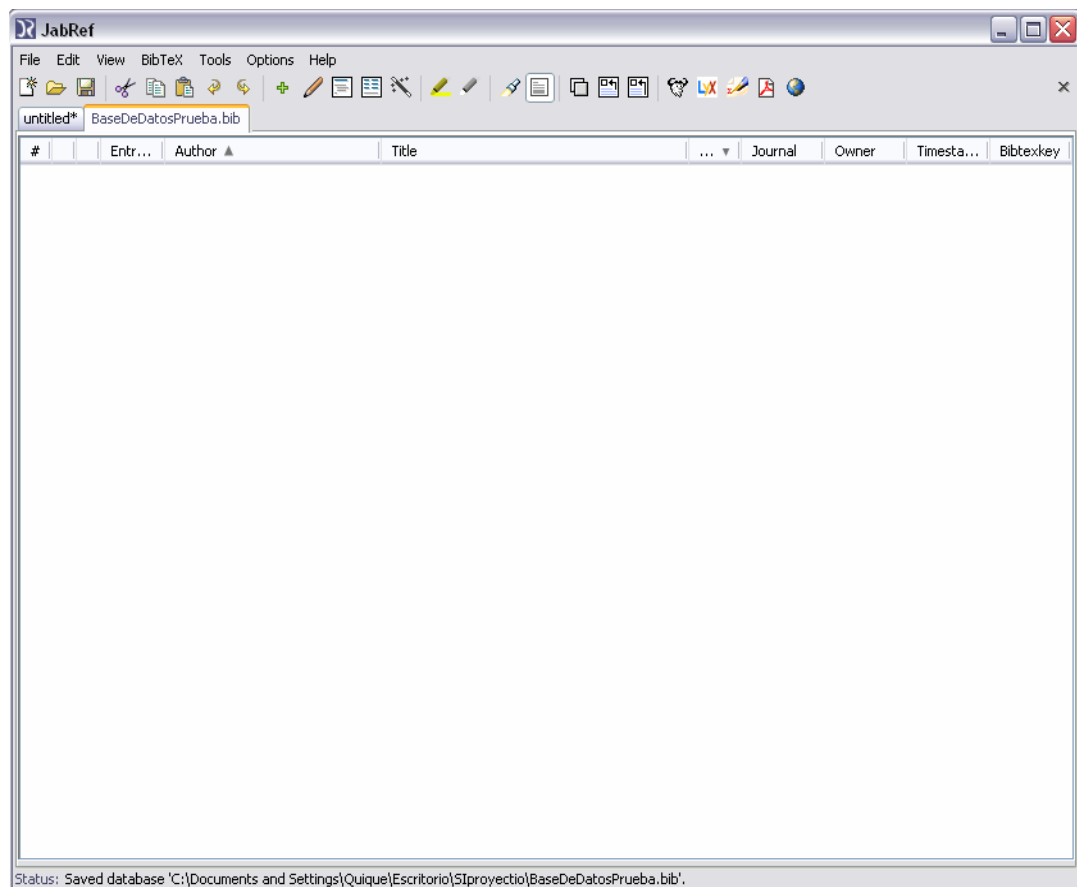 JabRef
File Edit View BibTeX Tools Options Help
untitled* BaseDeDatosPrueba.bib
# Entr... Author Title ... Journal Owner Timesta... Bibtexkey
Status: Saved database 'C:\Documents and Settings\Quique\Escritorio\SIproyectio\BaseDeDatosPrueba.bib'.